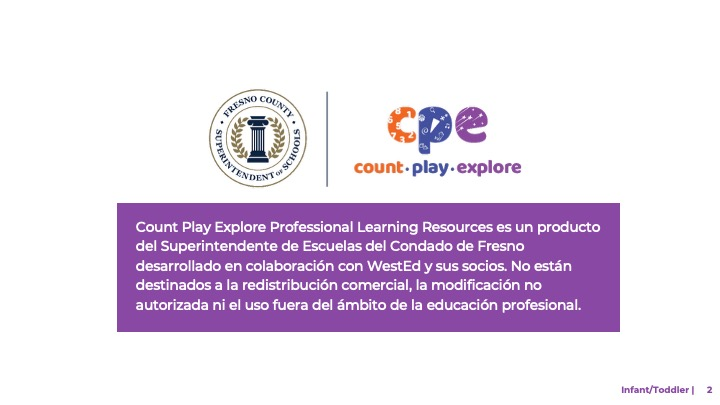 FRESNO COUNTY
SUPERINTENDENT OF SCHOOLS
cpe
count·play·explore
Count Play Explore Professional Learning Resources es un producto
del Superintendente de Escuelas del Condado de Fresno
desarrollado en colaboración con WestEd y sus socios. No están
destinados a la redistribución comercial, la modificación no
autorizada ni el uso fuera del ámbito de la educación profesional.
Infant/Toddler | 2